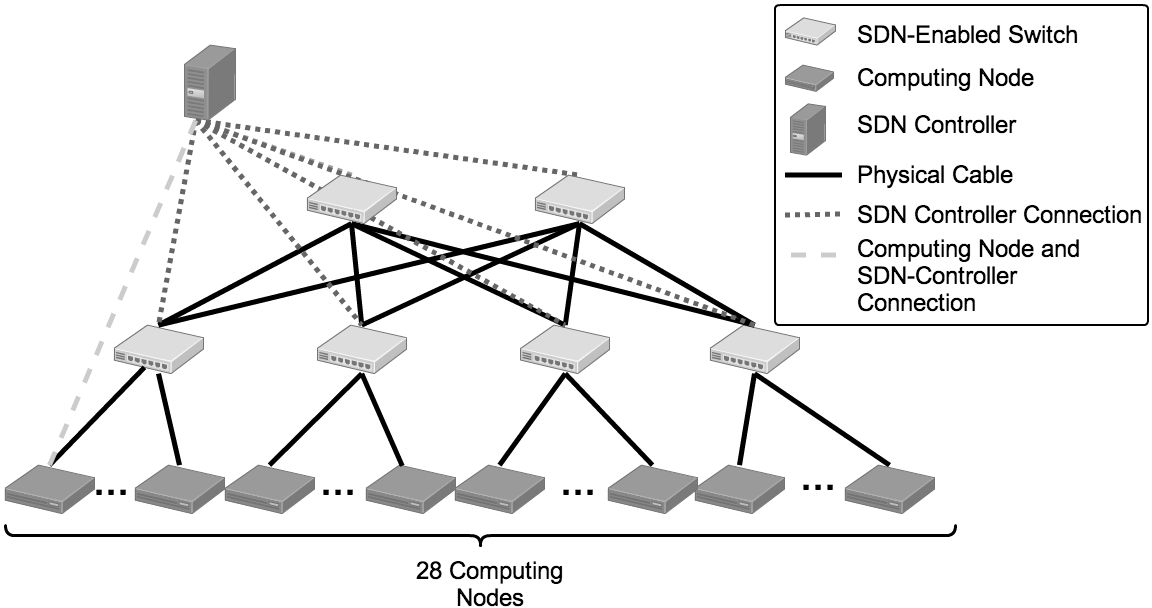 SDN-Enabled Switch
Computing Node
SDN Controller
Physical Cable
SDN Controller Connection
Computing Node and
SDN-Controller
Connection
...
...
...
...
28 Computing
Nodes